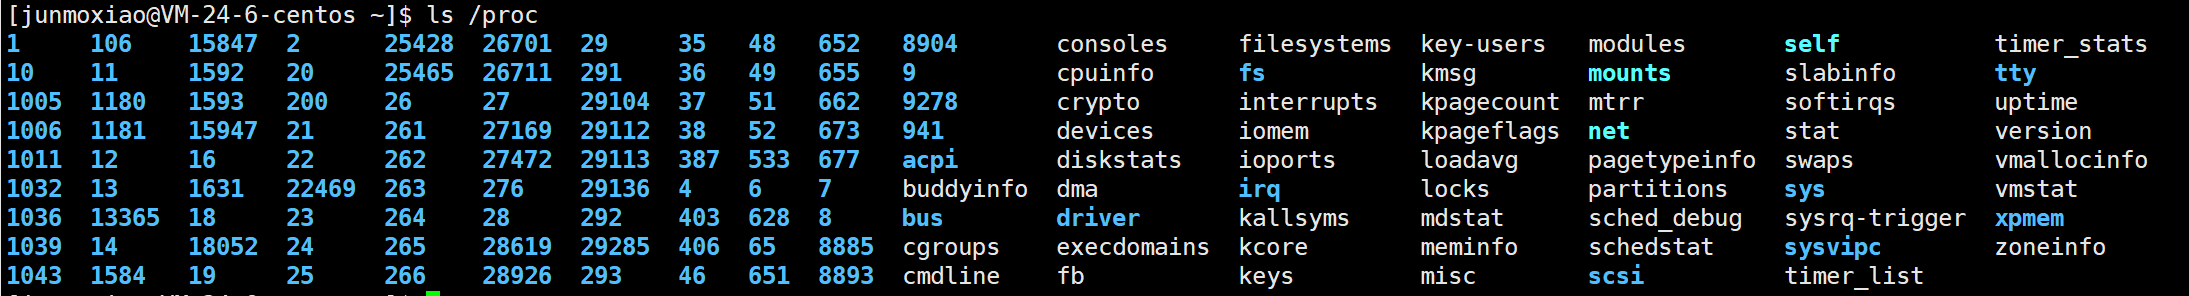 [junmoxiao@VM-24-6-centos ~]$ ls /proc
1 106 15847 2 25428 26701 29 35 48 652 8904 consoles filesystems key-users modules self timer_stats
10 11 1592 20 25465 26711 291 36 49 655 9 cpuinfo fs kmsg mounts slabinfo tty
1005 1180 1593 200 26 27 29104 37 51 662 9278 crypto interrupts kpagecount mtrr softirqs uptime
1006 1181 15947 21 261 27169 29112 38 52 673 941 devices iomem kpageflags net stat version
1011 12 16 22 262 27472 29113 387 533 677 acpi diskstats ioports loadavg pagetypeinfo swaps vmallocinfo
1032 13 1631 22469 263 276 29136 4 6 7 buddyinfo dma irq locks partitions sys vmstat
1036 13365 18 23 264 28 292 403 628 8 bus driver kallsyms mdstat sched_debug sysrq-trigger xpmem
1039 14 18052 24 265 28619 29285 406 65 8885 cgroups execdomains kcore meminfo schedstat sysvipc zoneinfo
1043 1584 19 25 266 28926 293 46 651 8893 cmdline fb keys misc scsi timer_list